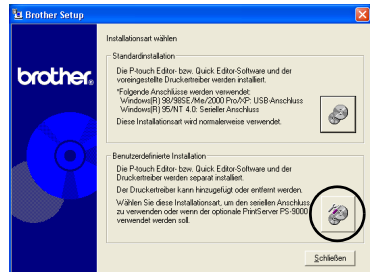 Brother Setup
Installationsart wählen
brother®
Standardinstallation
Die P-touch Editor- bzw. Quick Editor-Software und der
voreingestellte Druckertreiber werden installiert.
*Folgende Anschlüsse werden verwendet:
Windows(R) 98/98SE/Me/2000 Pro/XP: USB-Anschluss
Windows(R) 95/NT 4.0: Serieller Anschluss
Diese Installationsart wird normalerweise verwendet.
Benutzerdefinierte Installation
Die P-touch Editor- bzw. Quick Editor-Software und der
Druckertreiber werden separat installiert.
Der Druckertreiber kann hinzugefügt oder entfernt werden.
Wählen Sie diese Installationsart, um den seriellen Anschluss
zu verwenden oder wenn der optionale PrintServer PS-9000
verwendet werden soll.
Schließen